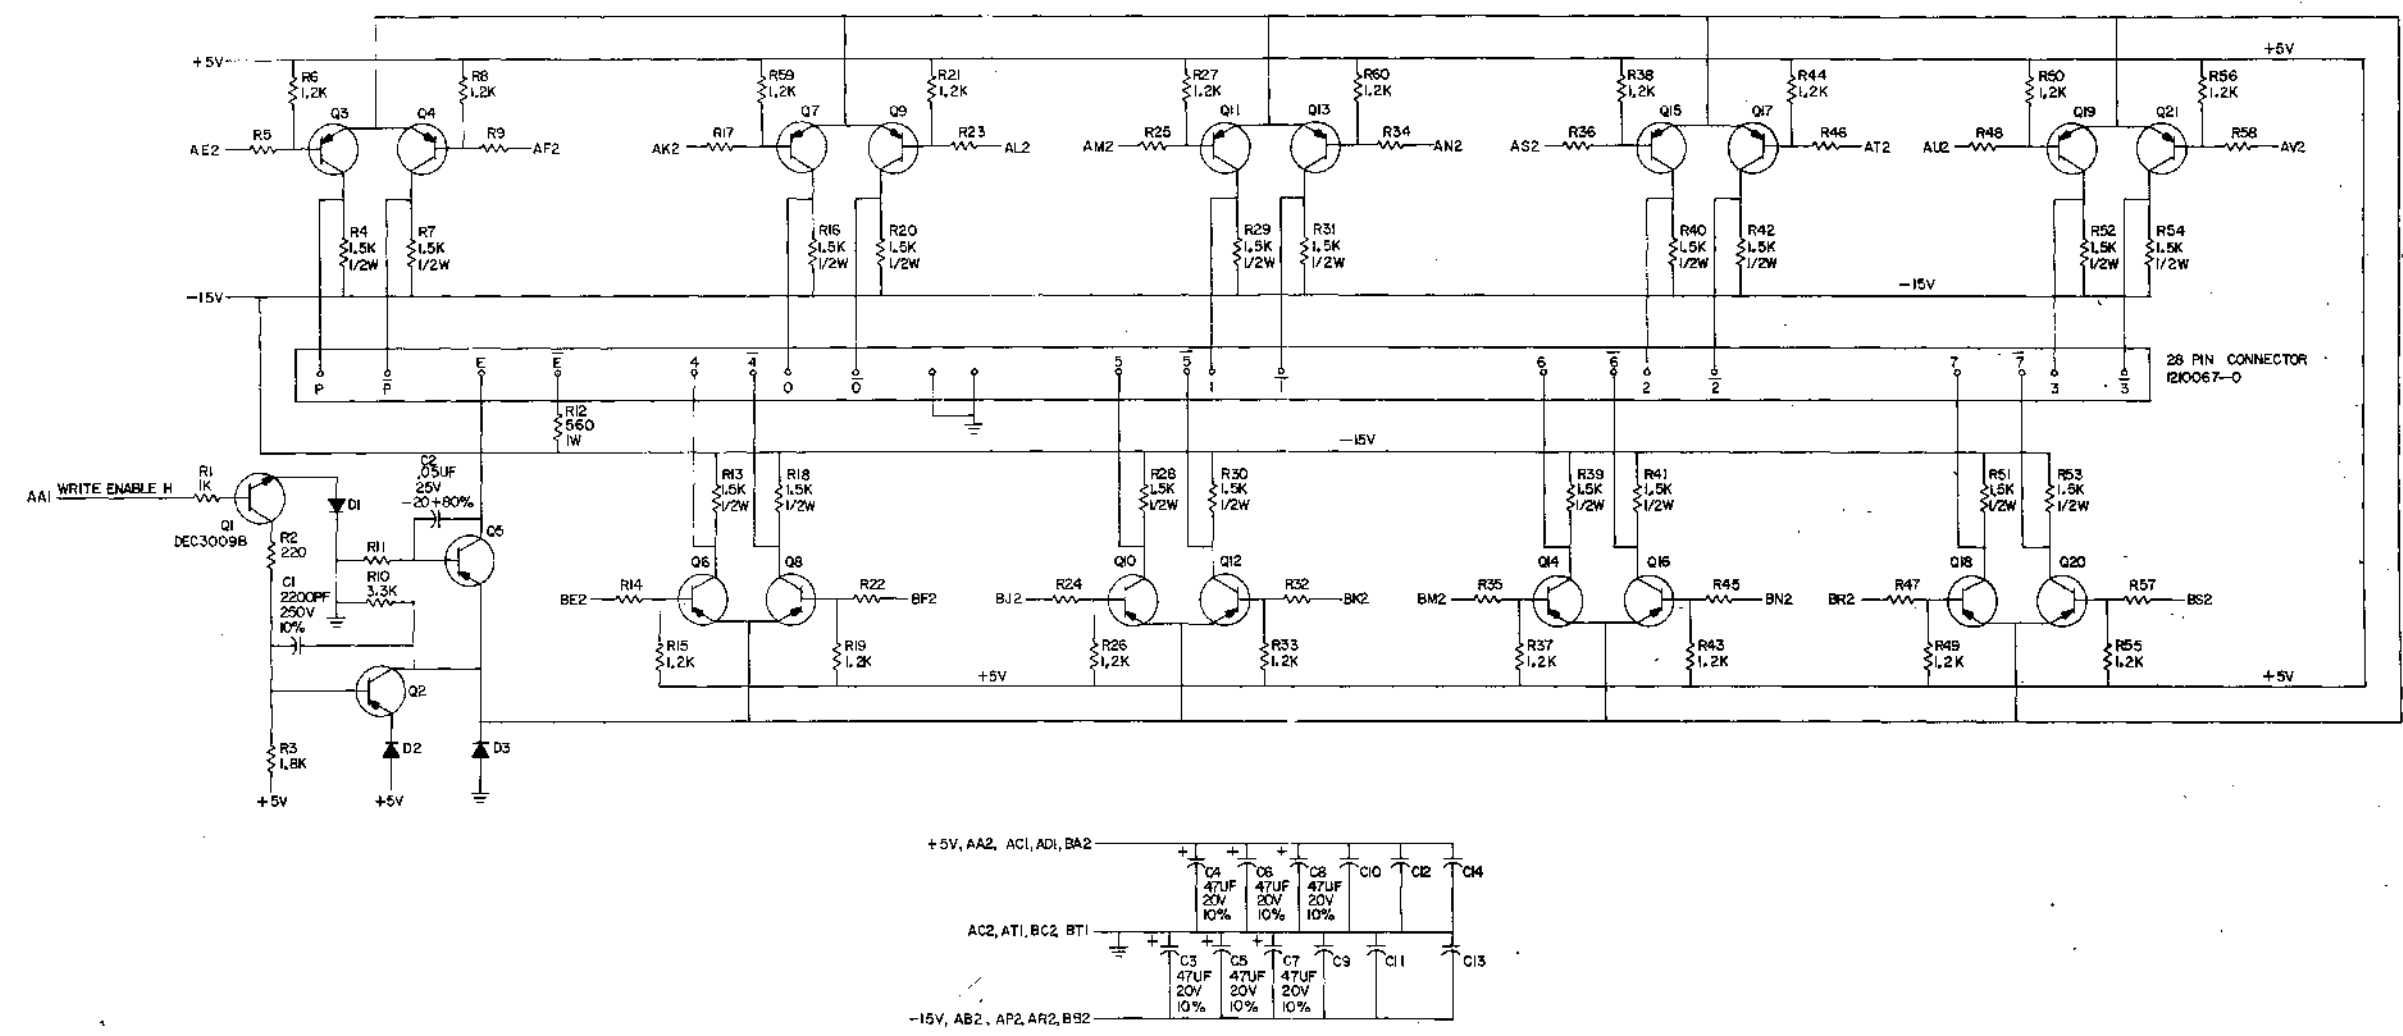 +5V
+5V
R6
1.2K
R8
1.2K
R59
1.2K
R21
1.2K
R27
1.2K
R60
1.2K
R38
1.2K
R44
1.2K
R50
1.2K
R56
1.2K
Q3
Q4
Q7
Q9
Q11
Q13
Q15
Q17
Q19
Q21
AE2
R5
R9
AF2
AK2
R17
R23
AL2
AM2
R25
R34
AN2
AS2
R36
R46
AT2
AU2
R48
R58
AV2
R4
1.5K
1/2W
R7
1.5K
1/2W
R16
1.5K
1/2W
R20
1.5K
1/2W
R29
1.5K
1/2W
R31
1.5K
1/2W
R40
1.5K
1/2W
R42
1.5K
1/2W
R52
1.5K
1/2W
R54
1.5K
1/2W
-15V
-15V
E
E̅
4
4̅
5
5̅
6
6̅
7
7̅
P
P̅
0
0̅
1
1̅
2
2̅
3
3̅
28 PIN CONNECTOR
1210067-0
R12
560
1W
-15V
AA1 WRITE ENABLE H
R1
1K
Q1
DEC3009B
D1
C2
.05UF
25V
-20+80%
Q5
R2
220
R11
R10
3.3K
C1
2200PF
250V
10%
Q2
R3
1.8K
D2
D3
+5V
+5V
R13
1.5K
1/2W
R18
1.5K
1/2W
R28
1.5K
1/2W
R30
1.5K
1/2W
R39
1.5K
1/2W
R41
1.5K
1/2W
R51
1.5K
1/2W
R53
1.5K
1/2W
Q6
Q8
Q10
Q12
Q14
Q16
Q18
Q20
BE2
R14
R22
BF2
BJ2
R24
R32
BK2
BM2
R35
R45
BN2
BR2
R47
R57
BS2
R15
1.2K
R19
1.2K
R26
1.2K
R33
1.2K
R37
1.2K
R43
1.2K
R49
1.2K
R55
1.2K
+5V
+5V
+5V, AA2, AC1, AD1, BA2
+
C4
47UF
20V
10%
+
C6
47UF
20V
10%
+
C8
47UF
20V
10%
C10
C12
C14
AC2, AT1, BC2, BT1
+
C3
47UF
20V
10%
+
C5
47UF
20V
10%
+
C7
47UF
20V
10%
C9
C11
C13
-15V, AB2, AP2, AR2, BB2